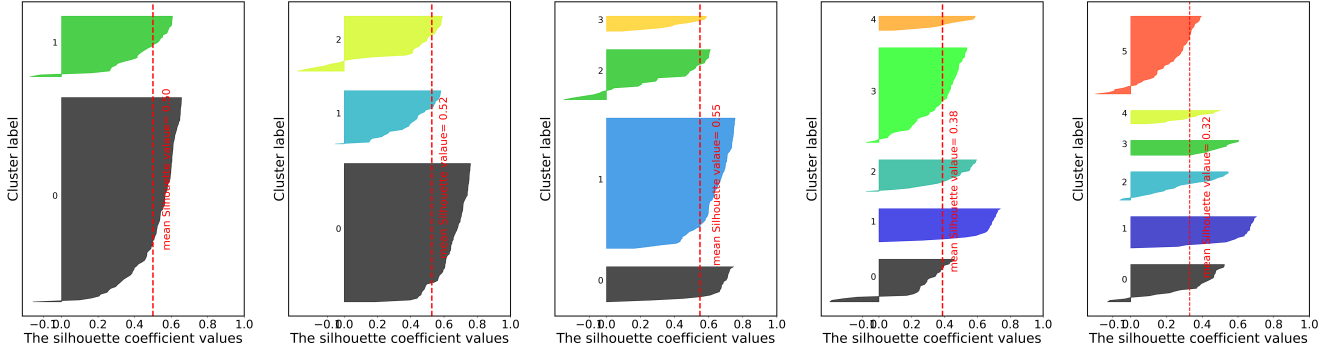 Cluster label
1
0
mean Silhouette valaue= 0.50
−0.1 0.0 0.2 0.4 0.6 0.8 1.0
The silhouette coefficient values
Cluster label
2
1
0
mean Silhouette valaue= 0.52
−0.1 0.0 0.2 0.4 0.6 0.8 1.0
The silhouette coefficient values
Cluster label
3
2
1
0
mean Silhouette valaue= 0.55
−0.1 0.0 0.2 0.4 0.6 0.8 1.0
The silhouette coefficient values
Cluster label
4
3
2
1
0
mean Silhouette valaue= 0.38
−0.1 0.0 0.2 0.4 0.6 0.8 1.0
The silhouette coefficient values
Cluster label
5
4
3
2
1
0
mean Silhouette valaue= 0.32
−0.1 0.0 0.2 0.4 0.6 0.8 1.0
The silhouette coefficient values